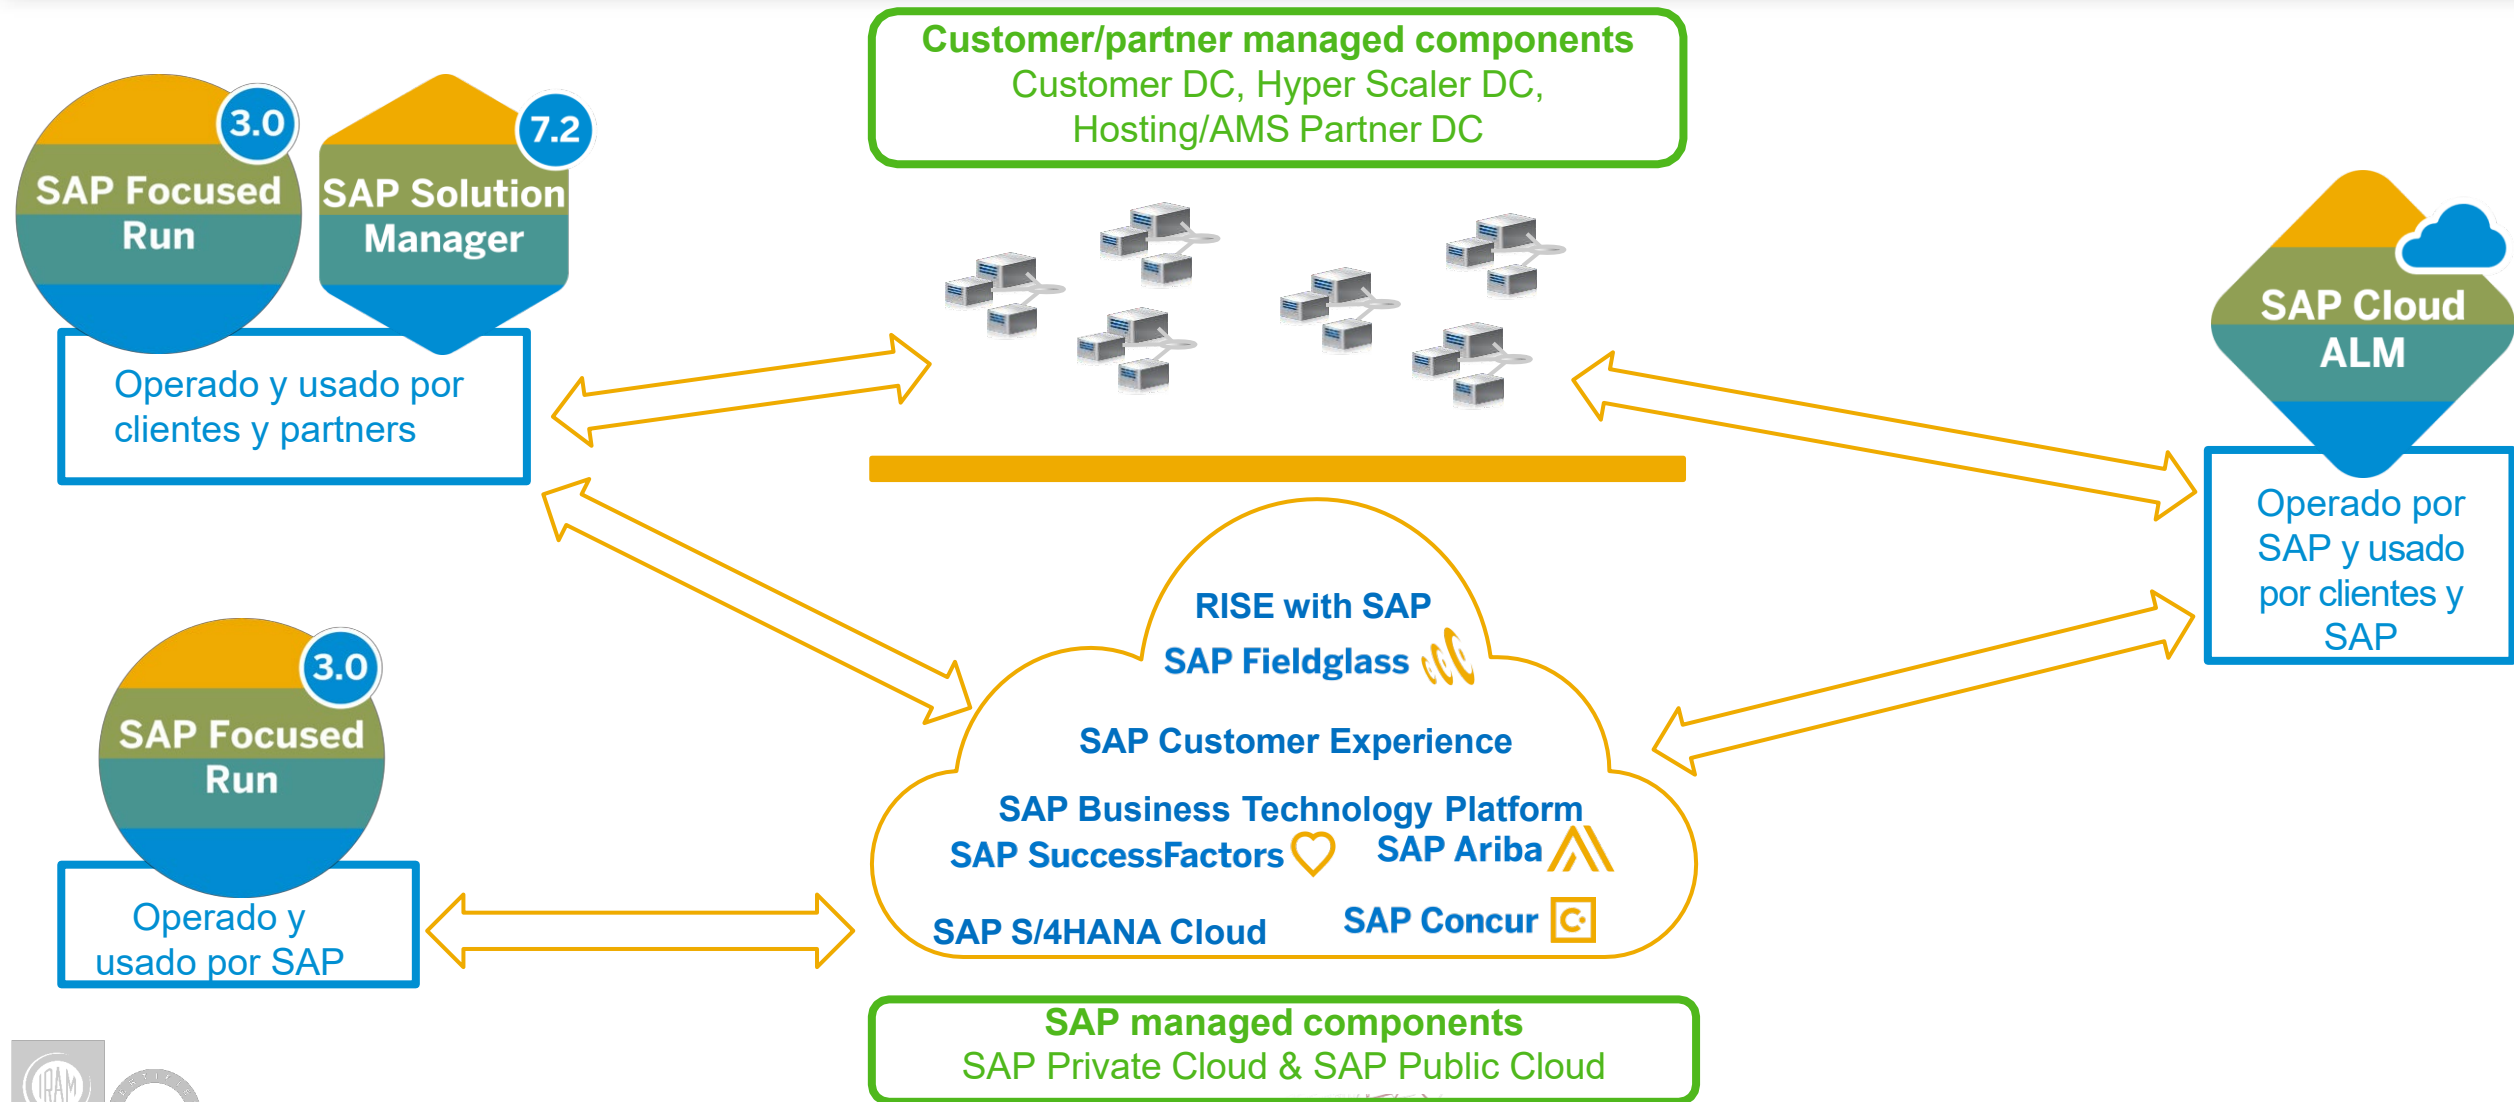 Customer/partner managed components
Customer DC, Hyper Scaler DC,
Hosting/AMS Partner DC
3.0
SAP Focused
Run
7.2
SAP Solution
Manager
Operado y usado por
clientes y partners
SAP Cloud
ALM
Operado por
SAP y usado
por clientes y
SAP
RISE with SAP
SAP Fieldglass
SAP Customer Experience
SAP Business Technology Platform
SAP SuccessFactors
SAP Ariba
SAP S/4HANA Cloud
SAP Concur
3.0
SAP Focused
Run
Operado y
usado por SAP
SAP managed components
SAP Private Cloud & SAP Public Cloud
IRAM